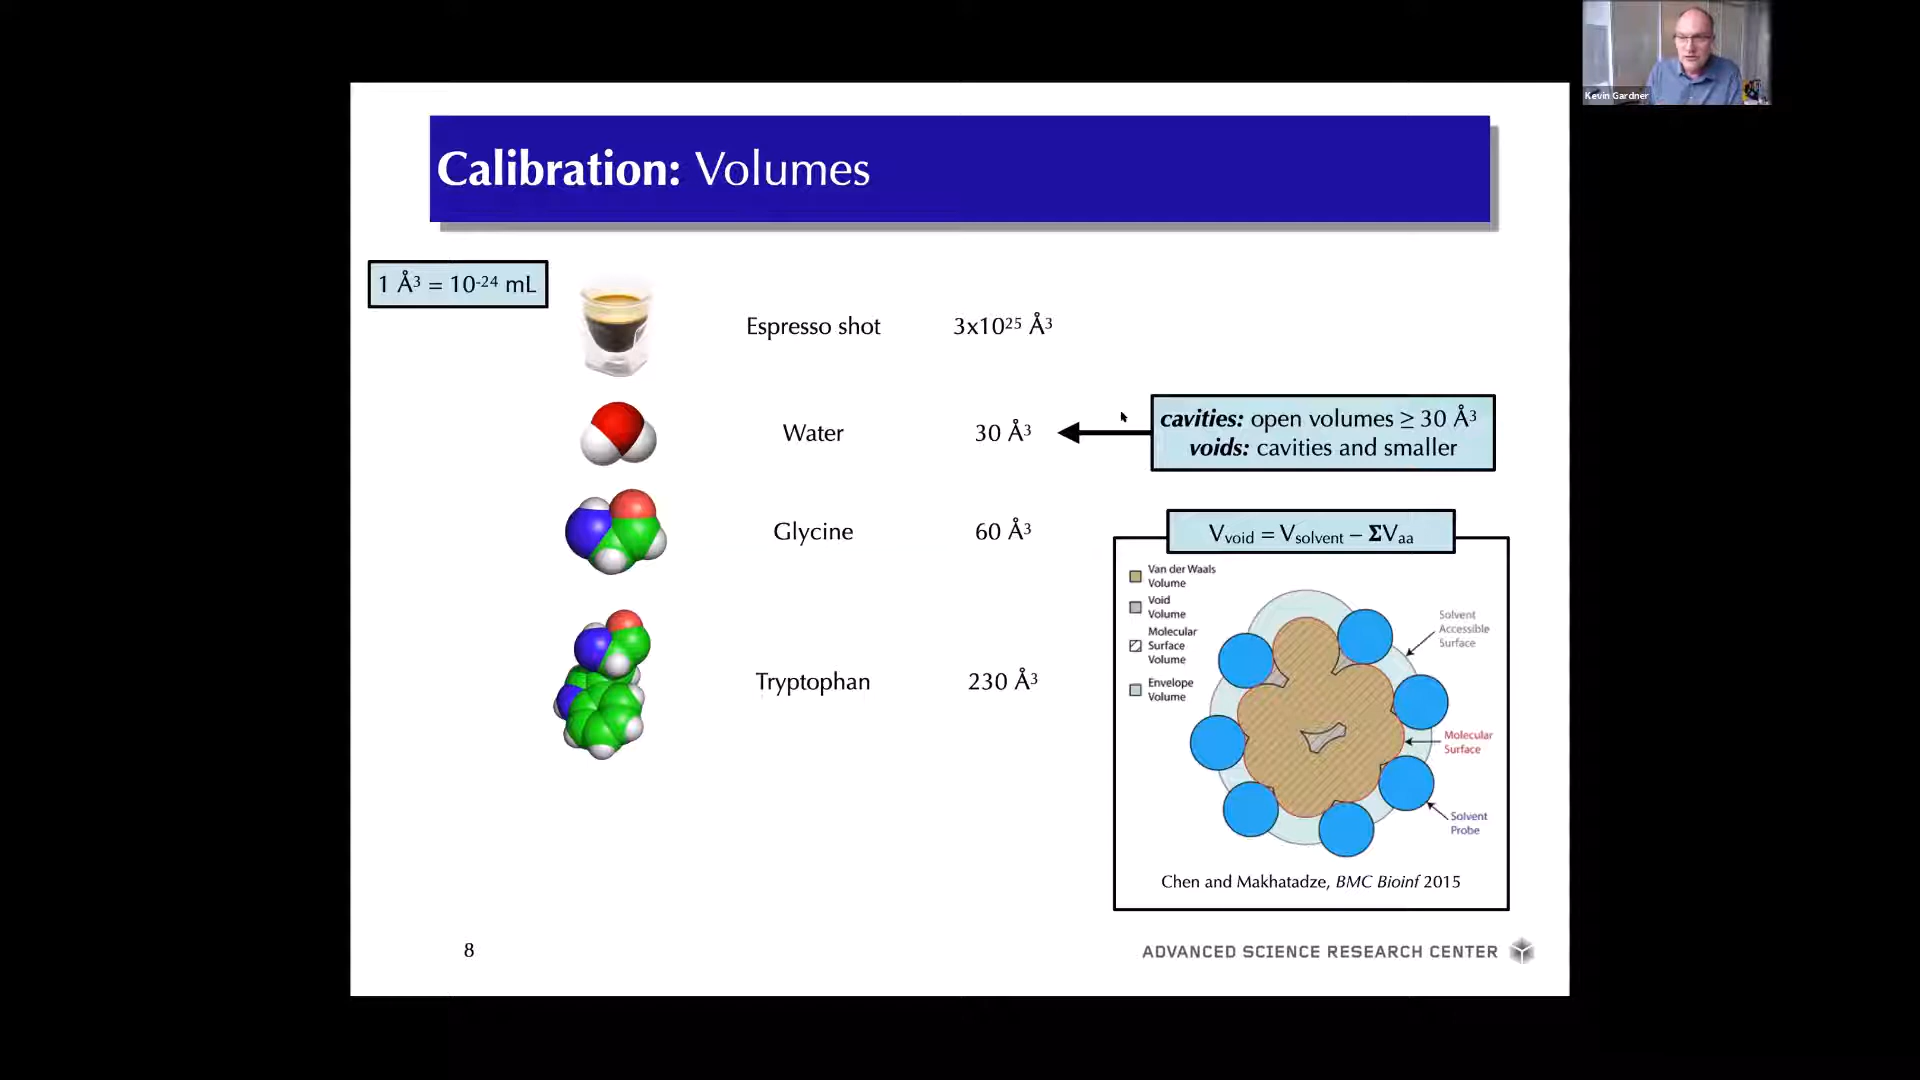 Kevin Gardner
Calibration: Volumes
1 Å³ = 10⁻²⁴ mL
Espresso shot 3x10²⁵ Å³
Water 30 Å³
cavities: open volumes ≥ 30 Å³
voids: cavities and smaller
Glycine 60 Å³
Tryptophan 230 Å³
Vvoid = Vsolvent – ΣVaa
Van der Waals
Volume
Void
Volume
Molecular
Surface
Volume
Envelope
Volume
Solvent
Accessible
Surface
Molecular
Surface
Solvent
Probe
Chen and Makhatadze, BMC Bioinf 2015
8
ADVANCED SCIENCE RESEARCH CENTER